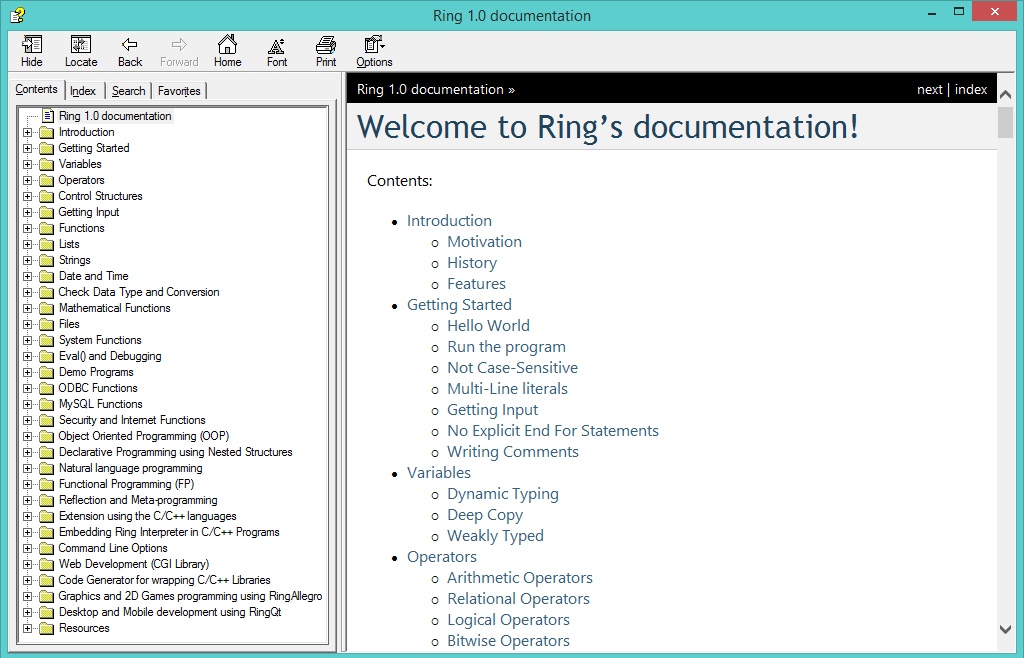 Ring 1.0 documentation
Hide Locate Back Forward Home Font Print Options
Contents Index Search Favorites
Ring 1.0 documentation
Introduction
Getting Started
Variables
Operators
Control Structures
Getting Input
Functions
Lists
Strings
Date and Time
Check Data Type and Conversion
Mathematical Functions
Files
System Functions
Eval() and Debugging
Demo Programs
ODBC Functions
MySQL Functions
Security and Internet Functions
Object Oriented Programming (OOP)
Declarative Programming using Nested Structures
Natural language programming
Functional Programming (FP)
Reflection and Meta-programming
Extension using the C/C++ languages
Embedding Ring Interpreter in C/C++ Programs
Command Line Options
Web Development (CGI Library)
Code Generator for wrapping C/C++ Libraries
Graphics and 2D Games programming using RingAllegro
Desktop and Mobile development using RingQt
Resources
Ring 1.0 documentation » next | index
Welcome to Ring’s documentation!
Contents:
Introduction
Motivation
History
Features
Getting Started
Hello World
Run the program
Not Case-Sensitive
Multi-Line literals
Getting Input
No Explicit End For Statements
Writing Comments
Variables
Dynamic Typing
Deep Copy
Weakly Typed
Operators
Arithmetic Operators
Relational Operators
Logical Operators
Bitwise Operators